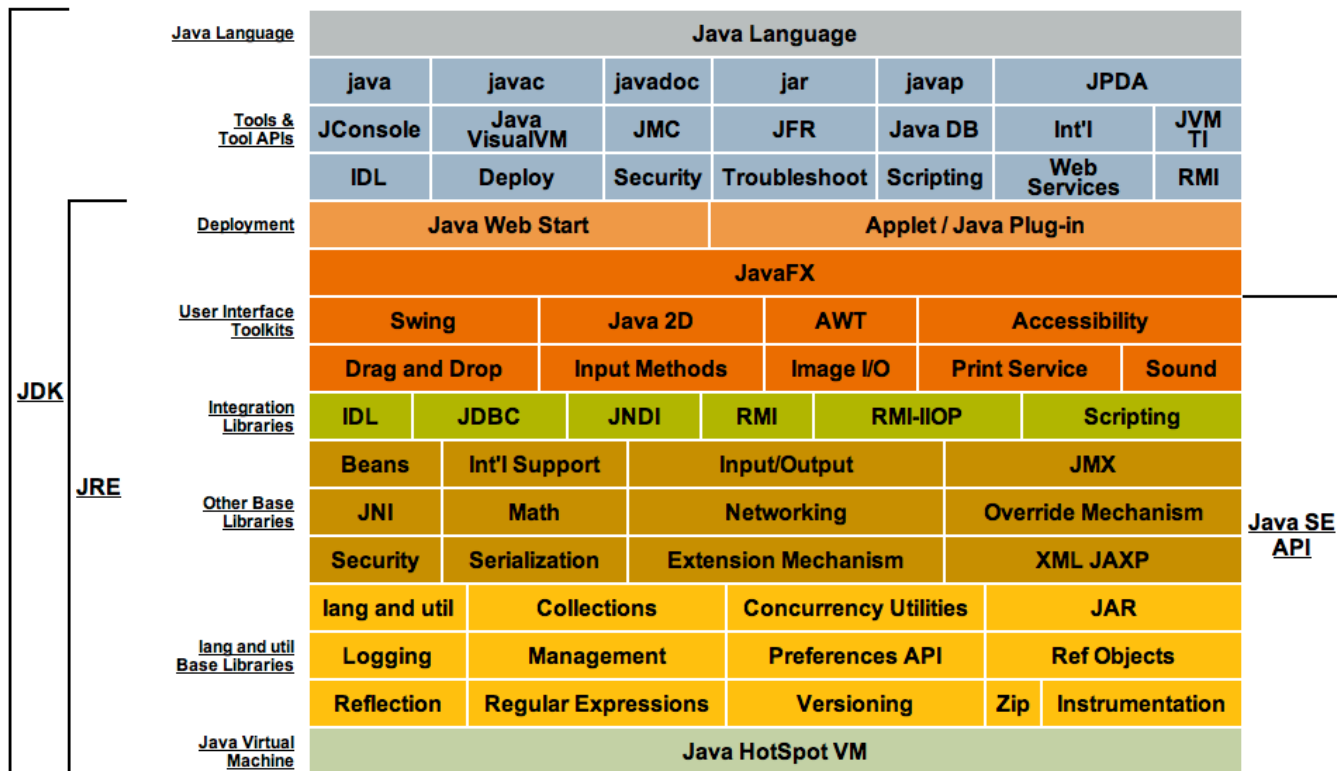 Java Language
Java Language
java javac javadoc jar javap JPDA
Tools &
Tool APIs
JConsole Java VisualVM JMC JFR Java DB Int'l JVM TI
IDL Deploy Security Troubleshoot Scripting Web Services RMI
Deployment
Java Web Start Applet / Java Plug-in
JavaFX
User Interface
Toolkits
Swing Java 2D AWT Accessibility
Drag and Drop Input Methods Image I/O Print Service Sound
JDK
Integration
Libraries
IDL JDBC JNDI RMI RMI-IIOP Scripting
Beans Int'l Support Input/Output JMX
JRE
Other Base
Libraries
JNI Math Networking Override Mechanism
Java SE
API
Security Serialization Extension Mechanism XML JAXP
lang and util Collections Concurrency Utilities JAR
lang and util
Base Libraries
Logging Management Preferences API Ref Objects
Reflection Regular Expressions Versioning Zip Instrumentation
Java Virtual
Machine
Java HotSpot VM